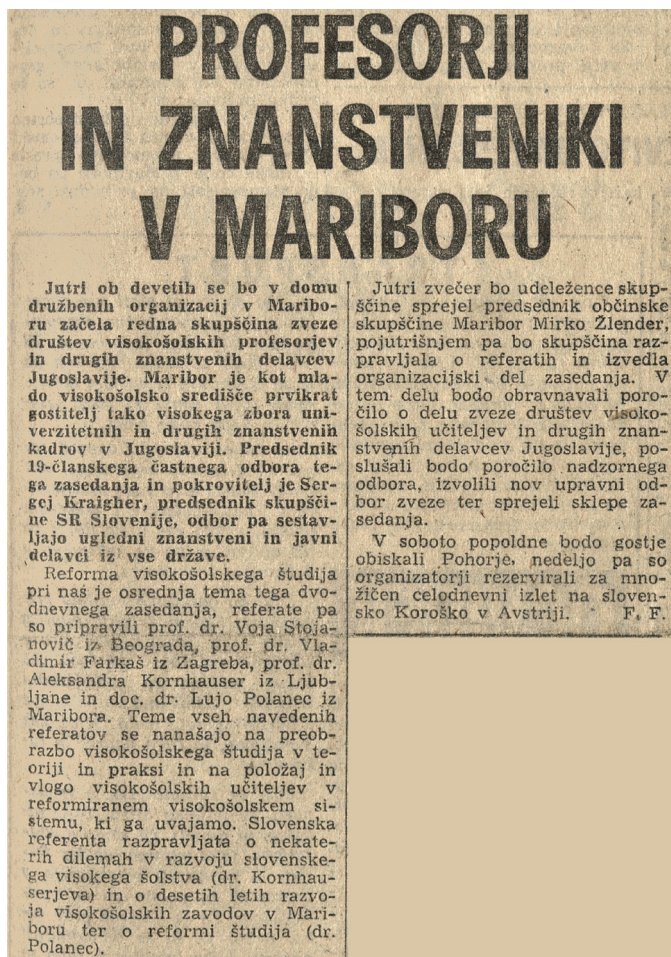 PROFESORJI
IN ZNANSTVENIKI
V MARIBORU
Jutri ob devetih se bo v domu
družbenih organizacij v Maribo-
ru začela redna skupščina zveze
društev visokošolskih profesorjev
in drugih znanstvenih delavcev
Jugoslavije. Maribor je kot mla-
do visokošolsko središče prvikrat
gostitelj tako visokega zbora uni-
verzitetnih in drugih znanstvenih
kadrov v Jugoslaviji. Predsednik
19-članskega častnega odbora te-
ga zasedanja in pokrovitelj je Ser-
gej Kraigher, predsednik skupšči-
ne SR Slovenije, odbor pa sestav-
ljajo ugledni znanstveni in javni
delavci iz vse države.
Reforma visokošolskega študija
pri nas je osrednja tema tega dvo-
dnevnega zasedanja, referate pa
so pripravili prof. dr. Voja Stoja-
novič iz Beograda, prof. dr. Vla-
dimir Farkaš iz Zagreba, prof. dr.
Aleksandra Kornhauser iz Ljub-
ljane in doc. dr. Lujo Polanec iz
Maribora. Teme vseh navedenih
referatov se nanašajo na preob-
razbo visokošolskega študija v te-
oriji in praksi in na položaj in
vlogo visokošolskih učiteljev v
reformiranem visokošolskem si-
stemu, ki ga uvajamo. Slovenska
referenta razpravljata o nekate-
rih dilemah v razvoju slovenske-
ga visokega šolstva (dr. Kornhau-
serjeva) in o desetih letih razvo-
ja visokošolskih zavodov v Mari-
boru ter o reformi študija (dr.
Polanec).
Jutri zvečer bo udeležence skup-
ščine sprejel predsednik občinske
skupščine Maribor Mirko Žlender,
pojutrišnjem pa bo skupščina raz-
pravljala o referatih in izvedla
organizacijski del zasedanja. V
tem delu bodo obravnavali poro-
čilo o delu zveze društev visoko-
šolskih učiteljev in drugih znan-
stvenih delavcev Jugoslavije, po-
slušali bodo poročilo nadzornega
odbora, izvolili nov upravni od-
bor zveze ter sprejeli sklepe za-
sedanja.
V soboto popoldne bodo gostje
obiskali Pohorje, nedeljo pa so
organizatorji rezervirali za mno-
žičen celodnevni izlet na sloven-
sko Koroško v Avstriji. F. F.